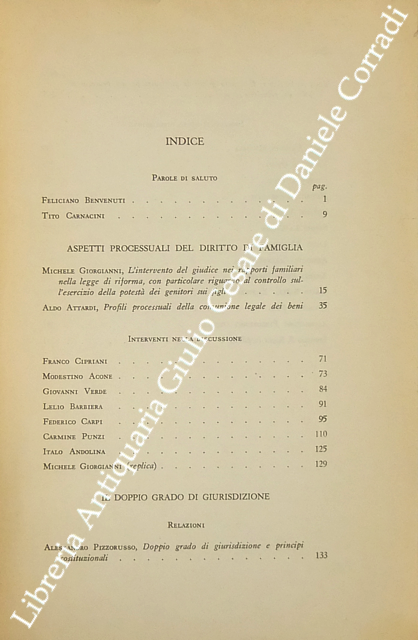 INDICE
PAROLE DI SALUTO
pag.
FELICIANO BENVENUTI . . . . . . . . . . . . 1
TITO CARNACINI . . . . . . . . . . . . 9
ASPETTI PROCESSUALI DEL DIRITTO DI FAMIGLIA
MICHELE GIORGIANNI, L'intervento del giudice nei rapporti familiari
nella legge di riforma, con particolare riguardo al controllo sul-
l'esercizio della potestà dei genitori sui figli . . . . . 15
ALDO ATTARDI, Profili processuali della comunione legale dei beni 35
INTERVENTI NELLA DISCUSSIONE
FRANCO CIPRIANI . . . . . . . . . . . . 71
MODESTINO ACONE . . . . . . . . . . . . 73
GIOVANNI VERDE . . . . . . . . . . . . 84
LELIO BARBIERA . . . . . . . . . . . . 91
FEDERICO CARPI . . . . . . . . . . . . 95
CARMINE PUNZI . . . . . . . . . . . . 110
ITALO ANDOLINA . . . . . . . . . . . . 125
MICHELE GIORGIANNI (replica) . . . . . . . . . 129
IL DOPPIO GRADO DI GIURISDIZIONE
RELAZIONI
ALESSANDRO PIZZORUSSO, Doppio grado di giurisdizione e principi
costituzionali . . . . . . . . . . . . 133
Libreria Antiquaria Giulio Cesare di Daniele Corradi